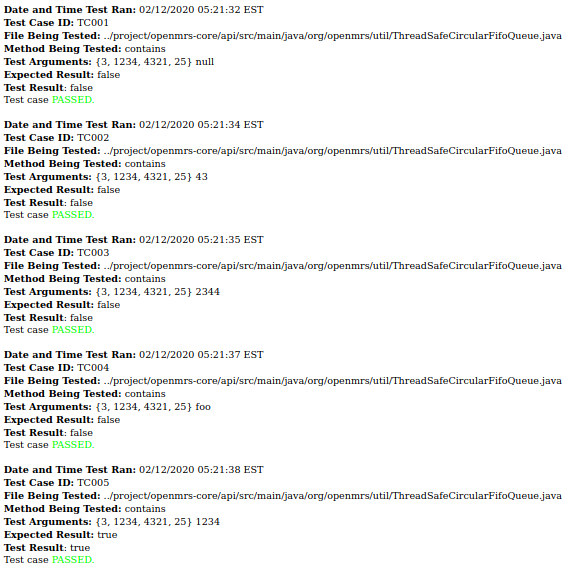 Date and Time Test Ran: 02/12/2020 05:21:32 EST
Test Case ID: TC001
File Being Tested: ../project/openmrs-core/api/src/main/java/org/openmrs/util/ThreadSafeCircularFifoQueue.java
Method Being Tested: contains
Test Arguments: {3, 1234, 4321, 25} null
Expected Result: false
Test Result: false
Test case PASSED.

Date and Time Test Ran: 02/12/2020 05:21:34 EST
Test Case ID: TC002
File Being Tested: ../project/openmrs-core/api/src/main/java/org/openmrs/util/ThreadSafeCircularFifoQueue.java
Method Being Tested: contains
Test Arguments: {3, 1234, 4321, 25} 43
Expected Result: false
Test Result: false
Test case PASSED.

Date and Time Test Ran: 02/12/2020 05:21:35 EST
Test Case ID: TC003
File Being Tested: ../project/openmrs-core/api/src/main/java/org/openmrs/util/ThreadSafeCircularFifoQueue.java
Method Being Tested: contains
Test Arguments: {3, 1234, 4321, 25} 2344
Expected Result: false
Test Result: false
Test case PASSED.

Date and Time Test Ran: 02/12/2020 05:21:37 EST
Test Case ID: TC004
File Being Tested: ../project/openmrs-core/api/src/main/java/org/openmrs/util/ThreadSafeCircularFifoQueue.java
Method Being Tested: contains
Test Arguments: {3, 1234, 4321, 25} foo
Expected Result: false
Test Result: false
Test case PASSED.

Date and Time Test Ran: 02/12/2020 05:21:38 EST
Test Case ID: TC005
File Being Tested: ../project/openmrs-core/api/src/main/java/org/openmrs/util/ThreadSafeCircularFifoQueue.java
Method Being Tested: contains
Test Arguments: {3, 1234, 4321, 25} 1234
Expected Result: true
Test Result: true
Test case PASSED.